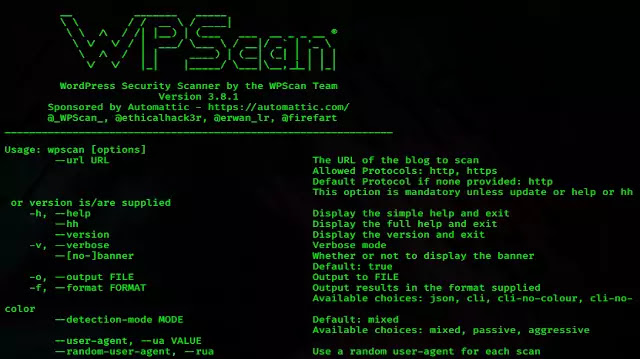 WPScan ®
WordPress Security Scanner by the WPScan Team
Version 3.8.1
Sponsored by Automattic - https://automattic.com/
@_WPScan_, @ethicalhack3r, @erwan_lr, @firefart
Usage: wpscan [options]
--url URL The URL of the blog to scan
Allowed Protocols: http, https
Default Protocol if none provided: http
This option is mandatory unless update or help or hh
or version is/are supplied
-h, --help Display the simple help and exit
--hh Display the full help and exit
--version Display the version and exit
-v, --verbose Verbose mode
--[no-]banner Whether or not to display the banner
Default: true
-o, --output FILE Output to FILE
-f, --format FORMAT Output results in the format supplied
Available choices: json, cli, cli-no-colour, cli-no-
color
--detection-mode MODE Default: mixed
Available choices: mixed, passive, aggressive
--user-agent, --ua VALUE
--random-user-agent, --rua Use a random user-agent for each scan